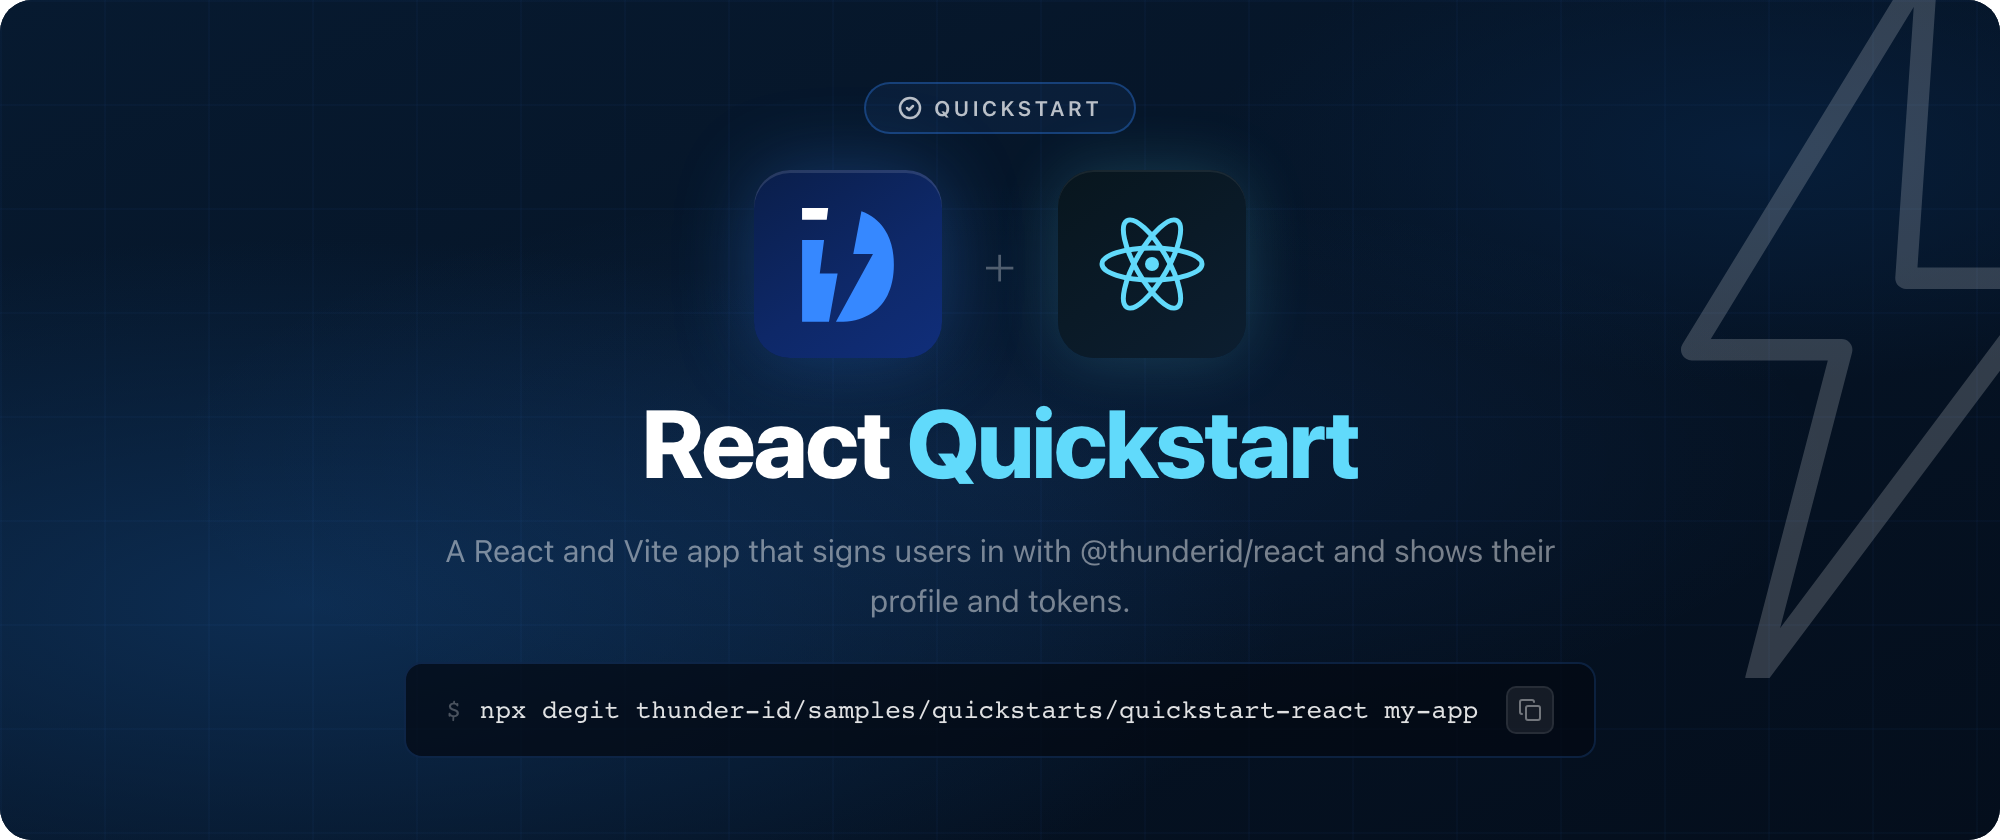 QUICKSTART
React Quickstart
A React and Vite app that signs users in with @thunderid/react and shows their
profile and tokens.
$ npx degit thunder-id/samples/quickstarts/quickstart-react my-app